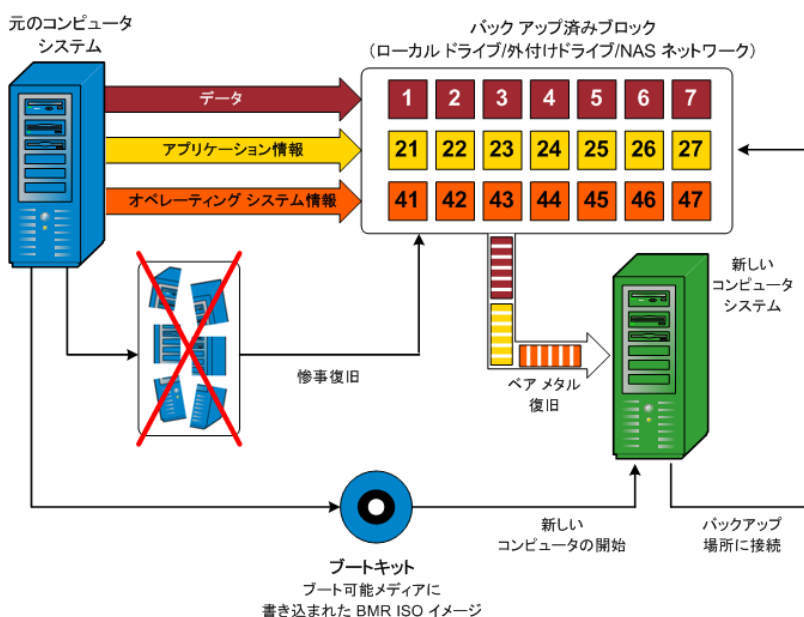 元のコンピュータ
システム
バック アップ済みブロック
(ローカル ドライブ/外付けドライブ/NAS ネットワーク)
データ
1 2 3 4 5 6 7
アプリケーション情報
21 22 23 24 25 26 27
オペレーティング システム情報
41 42 43 44 45 46 47
新しい
コンピュータ
システム
惨事復旧
ベア メタル
復旧
新しい
コンピュータの開始
バックアップ
場所に接続
ブートキット
ブート可能メディアに
書き込まれた BMR ISO イメージ